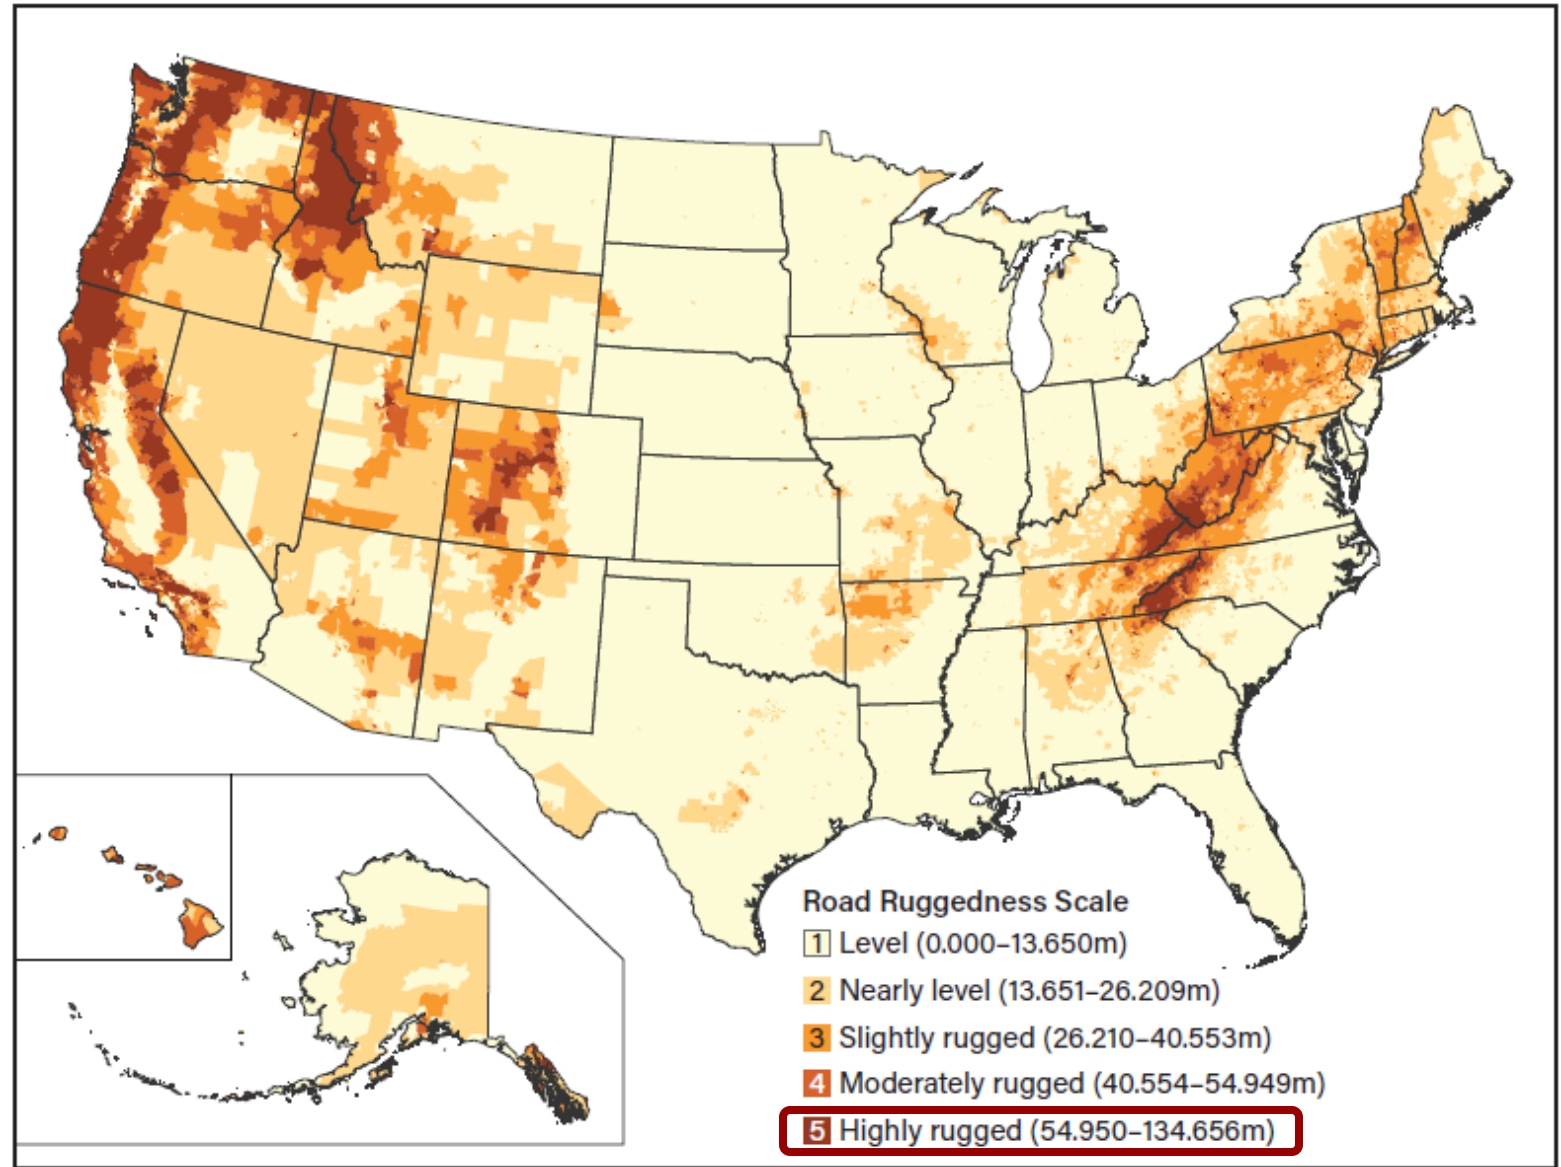 Road Ruggedness Scale
1 Level (0.000–13.650m)
2 Nearly level (13.651–26.209m)
3 Slightly rugged (26.210–40.553m)
4 Moderately rugged (40.554–54.949m)
5 Highly rugged (54.950–134.656m)